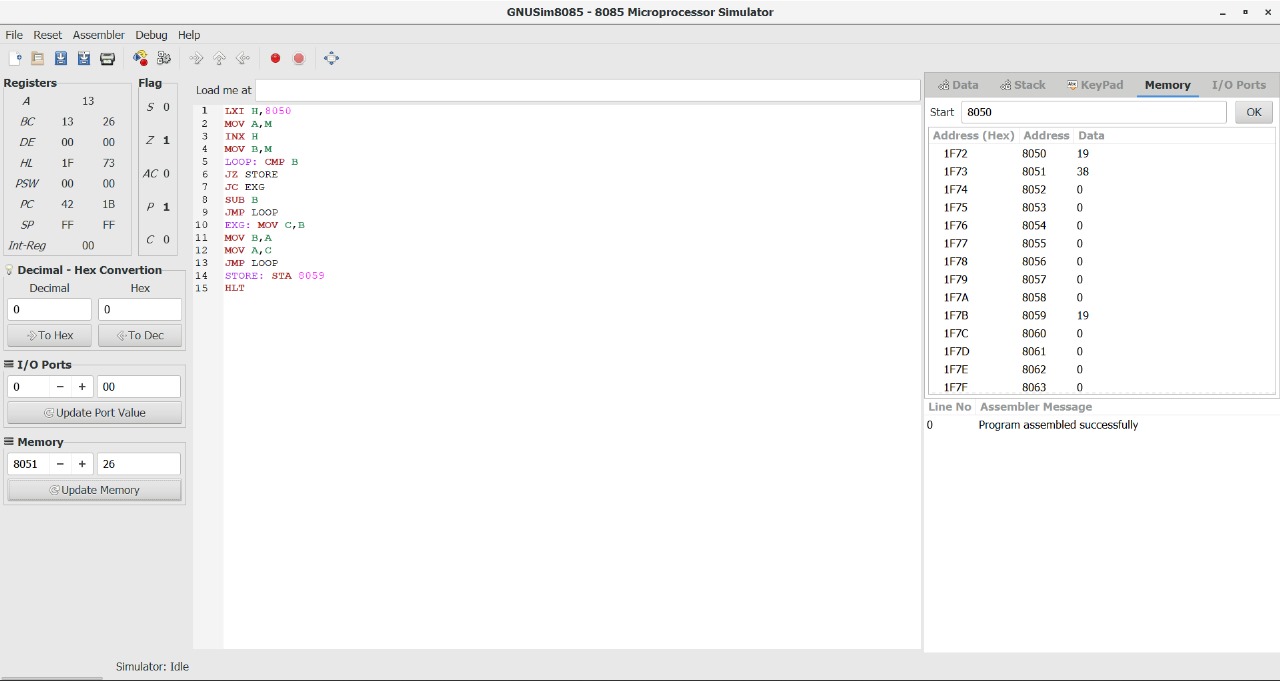 GNUSim8085 - 8085 Microprocessor Simulator
File Reset Assembler Debug Help
Registers
A 13
BC 13 26
DE 00 00
HL 1F 73
PSW 00 00
PC 42 1B
SP FF FF
Int-Reg 00
Flag
S 0
Z 1
AC 0
P 1
C 0
Decimal - Hex Convertion
Decimal Hex
0 0
To Hex To Dec
I/O Ports
0 − + 00
Update Port Value
Memory
8051 − + 26
Update Memory
Load me at
1 LXI H,8050
2 MOV A,M
3 INX H
4 MOV B,M
5 LOOP: CMP B
6 JZ STORE
7 JC EXG
8 SUB B
9 JMP LOOP
10 EXG: MOV C,B
11 MOV B,A
12 MOV A,C
13 JMP LOOP
14 STORE: STA 8059
15 HLT
Data Stack KeyPad Memory I/O Ports
Start 8050 OK
Address (Hex) Address Data
1F72 8050 19
1F73 8051 38
1F74 8052 0
1F75 8053 0
1F76 8054 0
1F77 8055 0
1F78 8056 0
1F79 8057 0
1F7A 8058 0
1F7B 8059 19
1F7C 8060 0
1F7D 8061 0
1F7E 8062 0
1F7F 8063 0
Line No Assembler Message
0 Program assembled successfully
Simulator: Idle